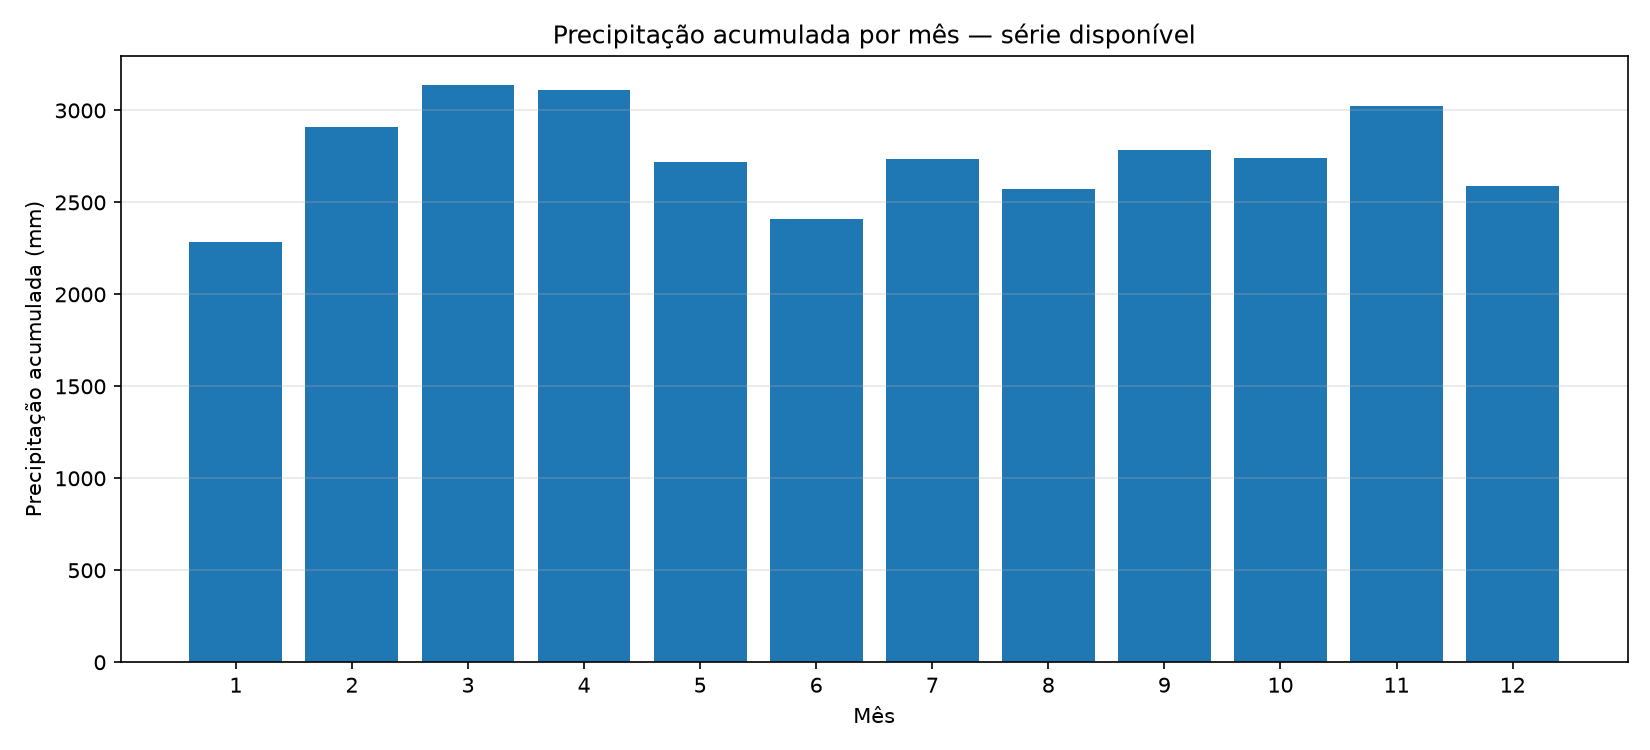 Precipitação acumulada por mês — série disponível
Precipitação acumulada (mm)
3000
2500
2000
1500
1000
500
0
1 2 3 4 5 6 7 8 9 10 11 12
Mês